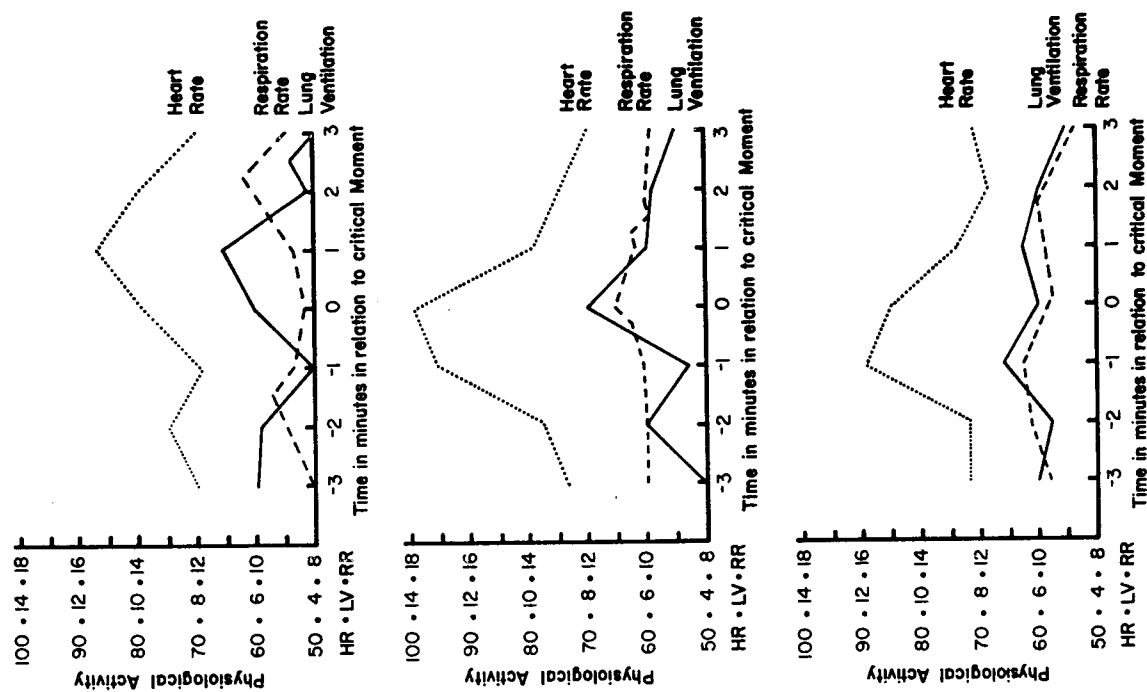 Physiological Activity
100 • 14 • 18
90 • 12 • 16
80 • 10 • 14
70 • 8 • 12
60 • 6 • 10
50 • 4 • 8
HR • LV • RR
Heart
Rate
Respiration
Rate
Lung
Ventilation
-3 -2 -1 0 1 2 3
Time in minutes in relation to critical Moment
Physiological Activity
100 • 14 • 18
90 • 12 • 16
80 • 10 • 14
70 • 8 • 12
60 • 6 • 10
50 • 4 • 8
HR • LV • RR
Heart
Rate
Respiration
Rate
Lung
Ventilation
-3 -2 -1 0 1 2 3
Time in minutes in relation to critical Moment
Physiological Activity
100 • 14 • 18
90 • 12 • 16
80 • 10 • 14
70 • 8 • 12
60 • 6 • 10
50 • 4 • 8
HR • LV • RR
Heart
Rate
Lung
Ventilation
Respiration
Rate
-3 -2 -1 0 1 2 3
Time in minutes in relation to critical Moment